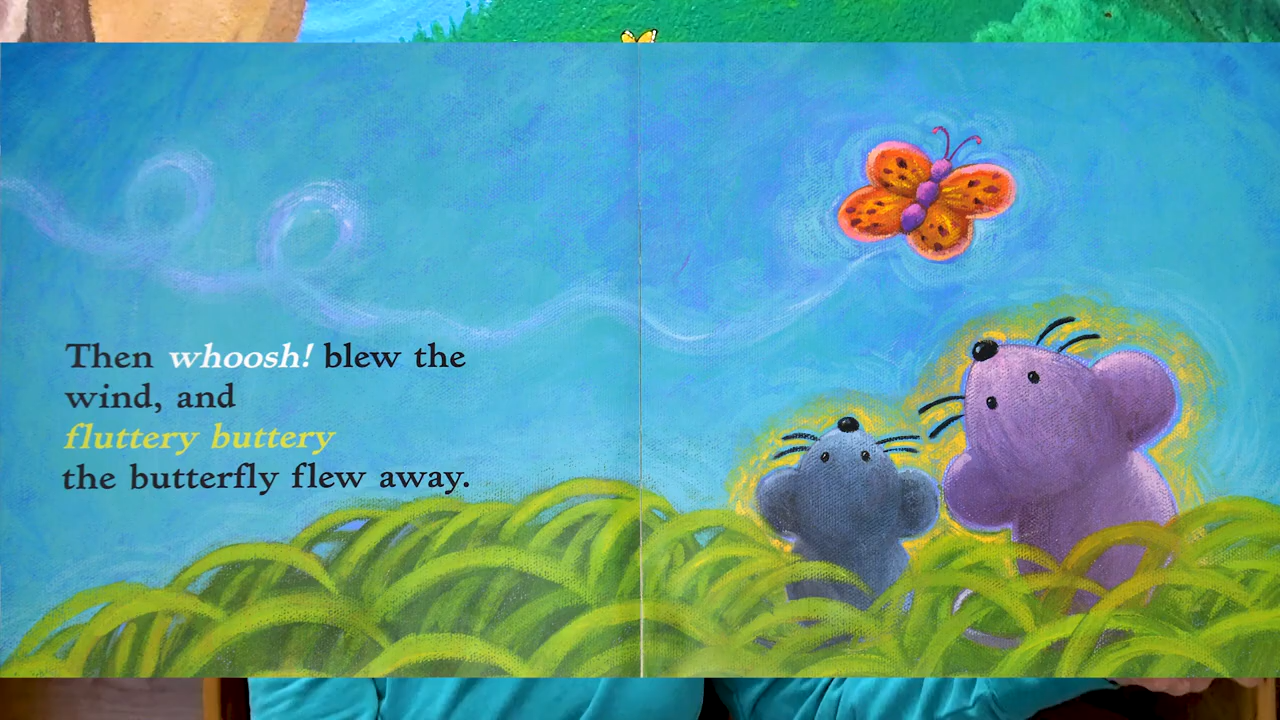 Then whoosh! blew the
wind, and
fluttery buttery
the butterfly flew away.